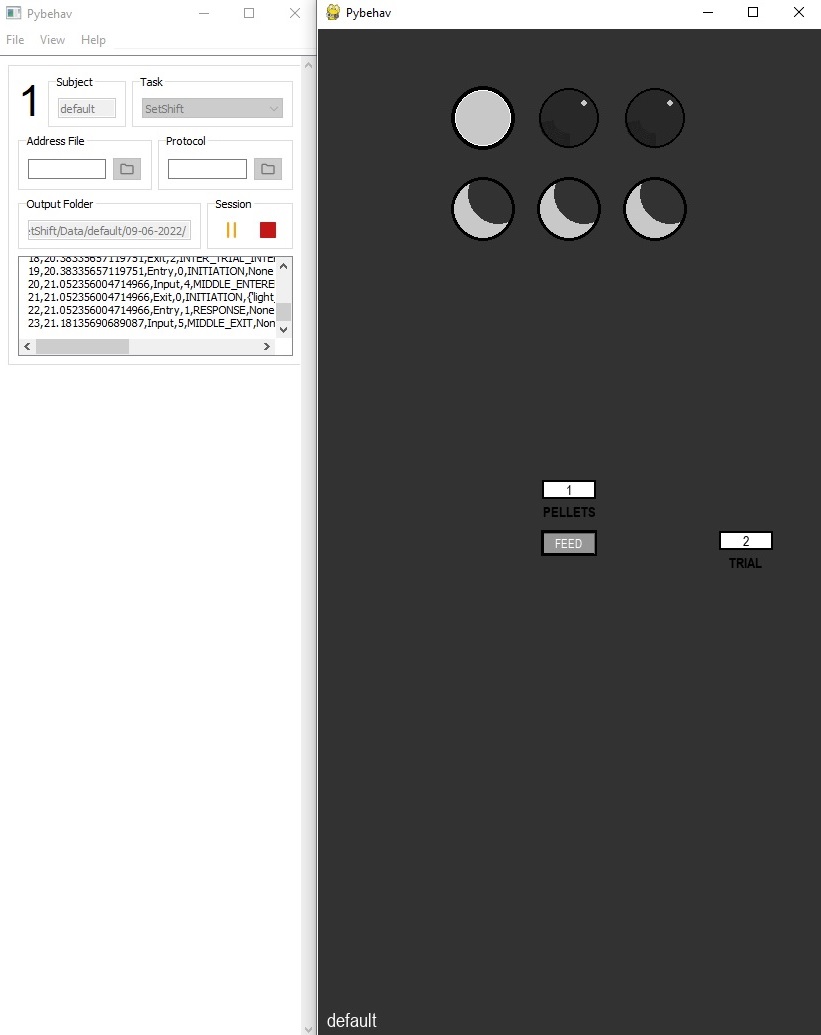 Pybehav
File View Help
1
Subject
default
Task
SetShift
Address File
Protocol
Output Folder
tShift/Data/default/09-06-2022/
Session
18,20.38335657119751,Exit,2,INTER_TRIAL_INTE
19,20.38335657119751,Entry,0,INITIATION,None
20,21.052356004714966,Input,4,MIDDLE_ENTERE
21,21.052356004714966,Exit,0,INITIATION,{'light_
22,21.052356004714966,Entry,1,RESPONSE,None
23,21.18135690689087,Input,5,MIDDLE_EXIT,Non
Pybehav
1
PELLETS
FEED
2
TRIAL
default